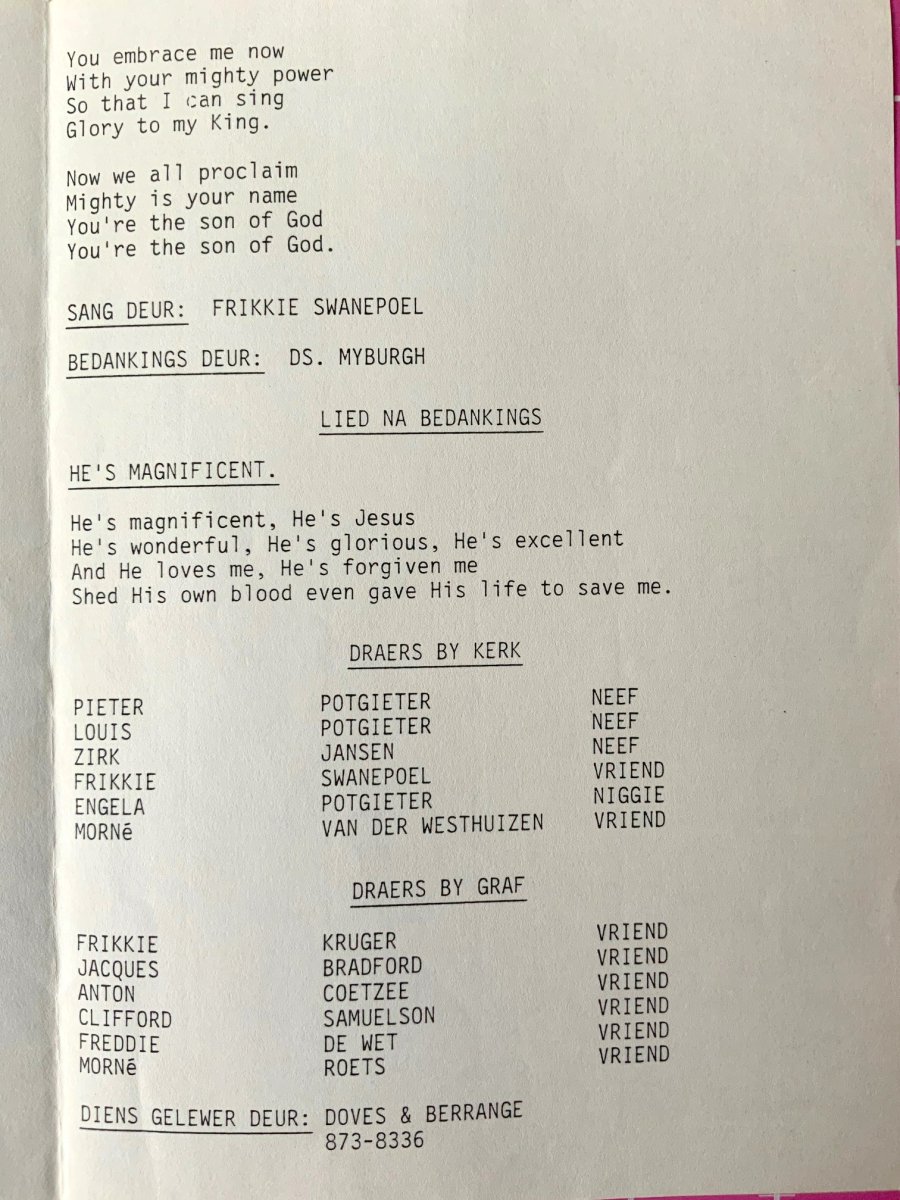 You embrace me now
With your mighty power
So that I can sing
Glory to my King.
Now we all proclaim
Mighty is your name
You're the son of God
You're the son of God.
SANG DEUR: FRIKKIE SWANEPOEL
BEDANKINGS DEUR: DS. MYBURGH
LIED NA BEDANKINGS
HE'S MAGNIFICENT.
He's magnificent, He's Jesus
He's wonderful, He's glorious, He's excellent
And He loves me, He's forgiven me
Shed His own blood even gave His life to save me.
DRAERS BY KERK
PIETER POTGIETER NEEF
LOUIS POTGIETER NEEF
ZIRK JANSEN NEEF
FRIKKIE SWANEPOEL VRIEND
ENGELA POTGIETER NIGGIE
MORNé VAN DER WESTHUIZEN VRIEND
DRAERS BY GRAF
FRIKKIE KRUGER VRIEND
JACQUES BRADFORD VRIEND
ANTON COETZEE VRIEND
CLIFFORD SAMUELSON VRIEND
FREDDIE DE WET VRIEND
MORNé ROETS VRIEND
DIENS GELEWER DEUR: DOVES & BERRANGE
873-8336